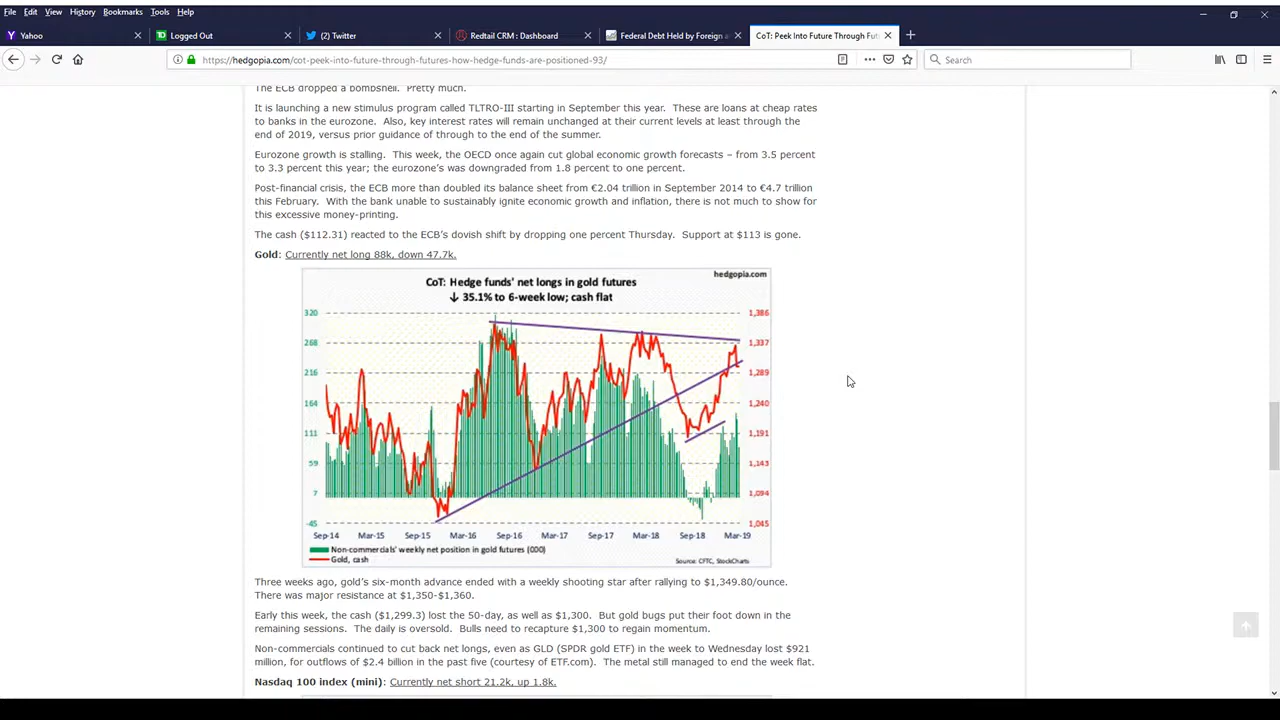 File Edit View History Bookmarks Tools Help
Yahoo
Logged Out
(2) Twitter
Redtail CRM : Dashboard
Federal Debt Held by Foreign a
CoT: Peek Into Future Through Fut
https://hedgopia.com/cot-peek-into-future-through-futures-how-hedge-funds-are-positioned-93/
Search
The ECB dropped a bombshell. Pretty much.
It is launching a new stimulus program called TLTRO-III starting in September this year. These are loans at cheap rates
to banks in the eurozone. Also, key interest rates will remain unchanged at their current levels at least through the
end of 2019, versus prior guidance of through to the end of the summer.
Eurozone growth is stalling. This week, the OECD once again cut global economic growth forecasts – from 3.5 percent
to 3.3 percent this year; the eurozone's was downgraded from 1.8 percent to one percent.
Post-financial crisis, the ECB more than doubled its balance sheet from €2.04 trillion in September 2014 to €4.7 trillion
this February. With the bank unable to sustainably ignite economic growth and inflation, there is not much to show for
this excessive money-printing.
The cash ($112.31) reacted to the ECB's dovish shift by dropping one percent Thursday. Support at $113 is gone.
Gold: Currently net long 88k, down 47.7k.
hedgopia.com
CoT: Hedge funds' net longs in gold futures
↓ 35.1% to 6-week low; cash flat
320 1,386
268 1,337
216 1,289
164 1,240
111 1,191
59 1,143
7 1,094
-45 1,045
Sep-14 Mar-15 Sep-15 Mar-16 Sep-16 Mar-17 Sep-17 Mar-18 Sep-18 Mar-19
Non-commercials' weekly net position in gold futures (000)
Gold, cash
Source: CFTC, StockCharts
Three weeks ago, gold's six-month advance ended with a weekly shooting star after rallying to $1,349.80/ounce.
There was major resistance at $1,350-$1,360.
Early this week, the cash ($1,299.3) lost the 50-day, as well as $1,300. But gold bugs put their foot down in the
remaining sessions. The daily is oversold. Bulls need to recapture $1,300 to regain momentum.
Non-commercials continued to cut back net longs, even as GLD (SPDR gold ETF) in the week to Wednesday lost $921
million, for outflows of $2.4 billion in the past five (courtesy of ETF.com). The metal still managed to end the week flat.
Nasdaq 100 index (mini): Currently net short 21.2k, up 1.8k.